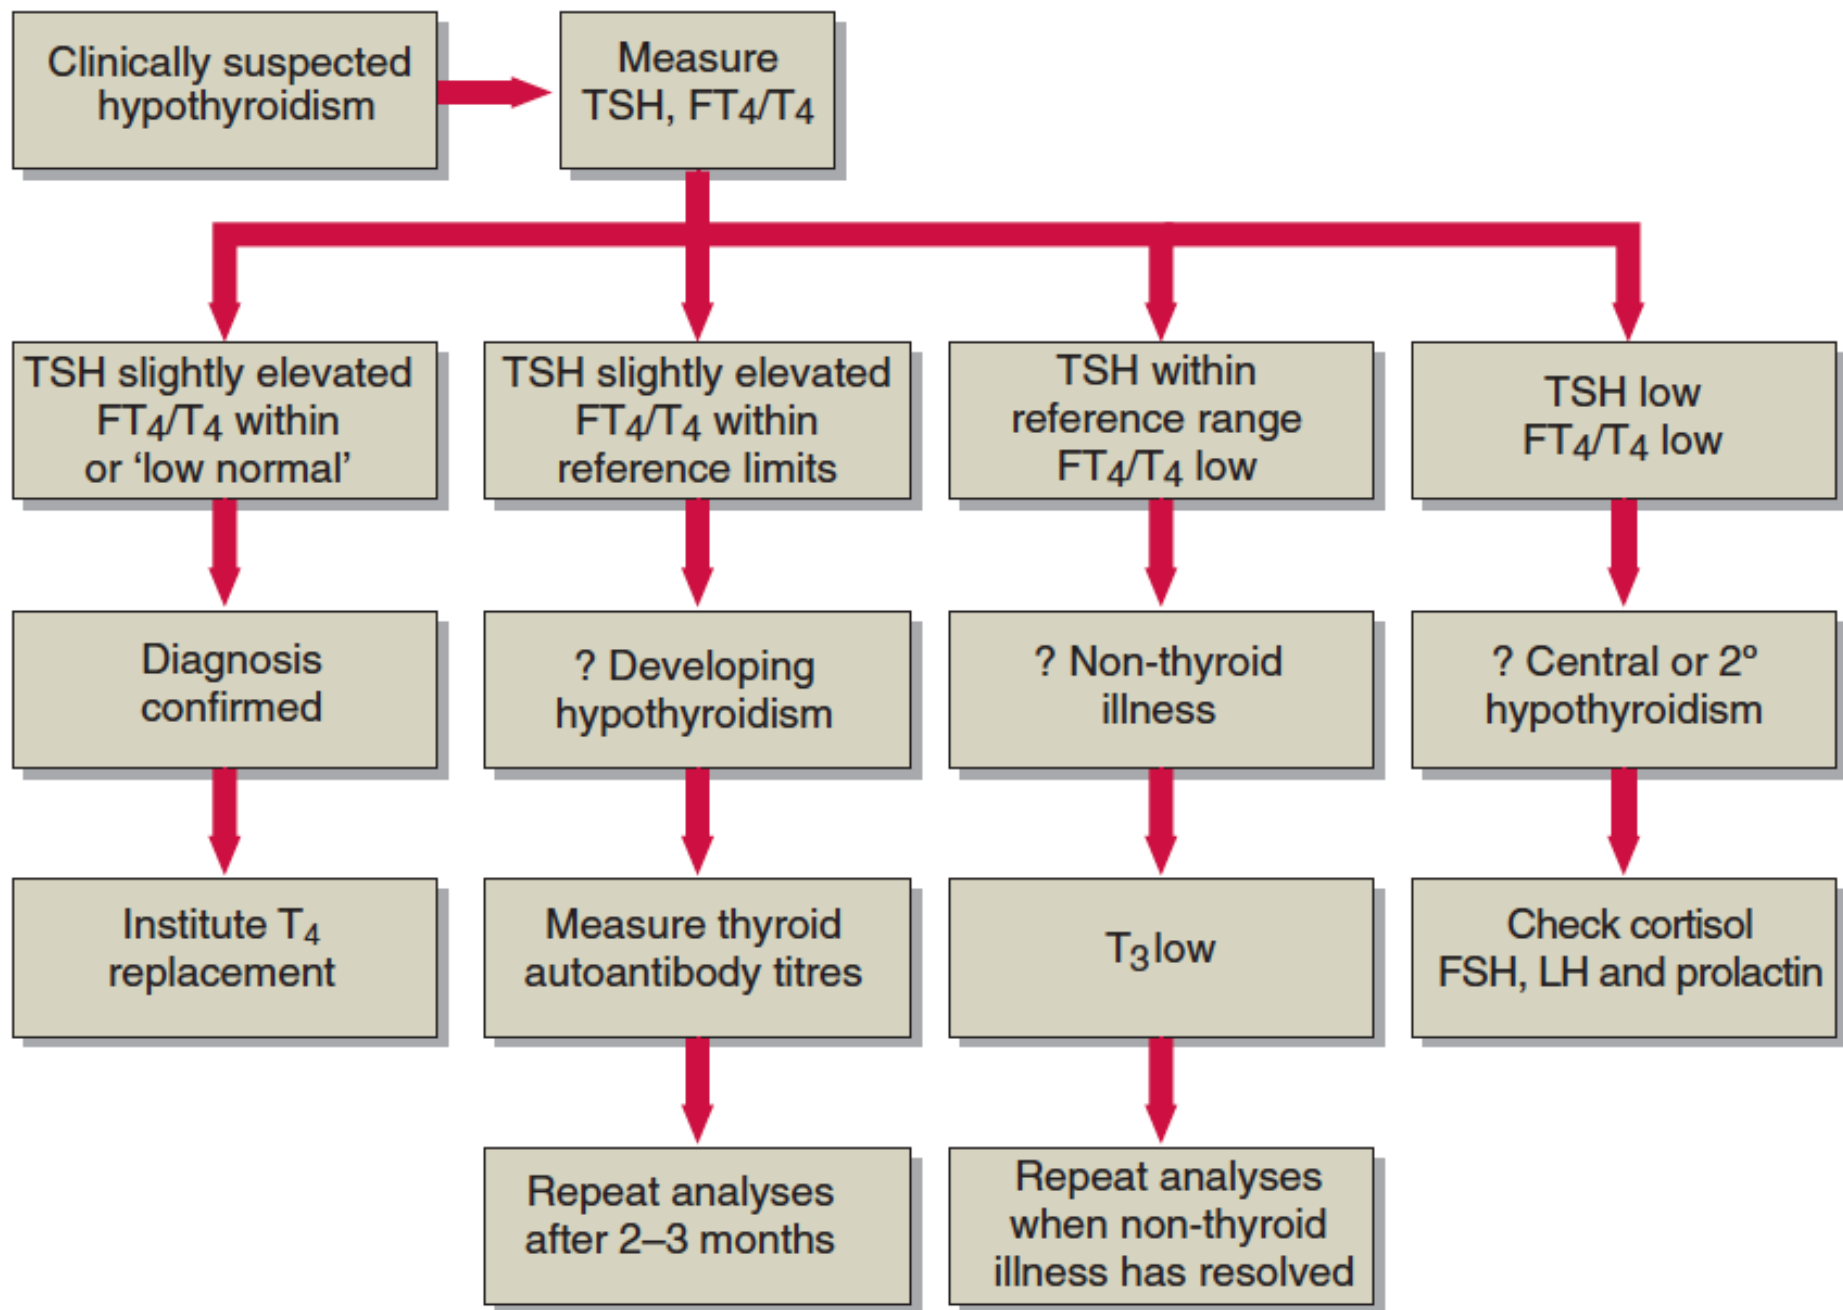 Clinically suspected
hypothyroidism
Measure
TSH, FT4/T4
TSH slightly elevated
FT4/T4 within
or ‘low normal’
TSH slightly elevated
FT4/T4 within
reference limits
TSH within
reference range
FT4/T4 low
TSH low
FT4/T4 low
Diagnosis
confirmed
? Developing
hypothyroidism
? Non-thyroid
illness
? Central or 2º
hypothyroidism
Institute T4
replacement
Measure thyroid
autoantibody titres
T3 low
Check cortisol
FSH, LH and prolactin
Repeat analyses
after 2–3 months
Repeat analyses
when non-thyroid
illness has resolved